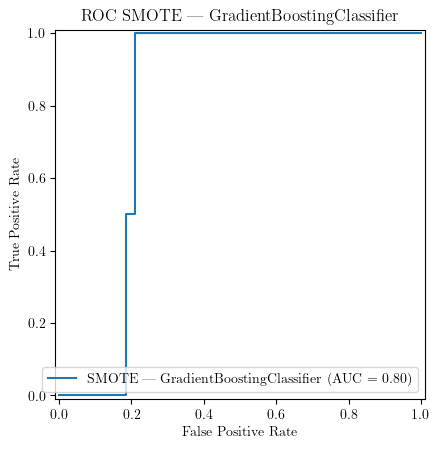 ROC SMOTE — GradientBoostingClassifier
1.0
0.8
0.6
0.4
0.2
0.0
True Positive Rate
SMOTE — GradientBoostingClassifier (AUC = 0.80)
0.0 0.2 0.4 0.6 0.8 1.0
False Positive Rate